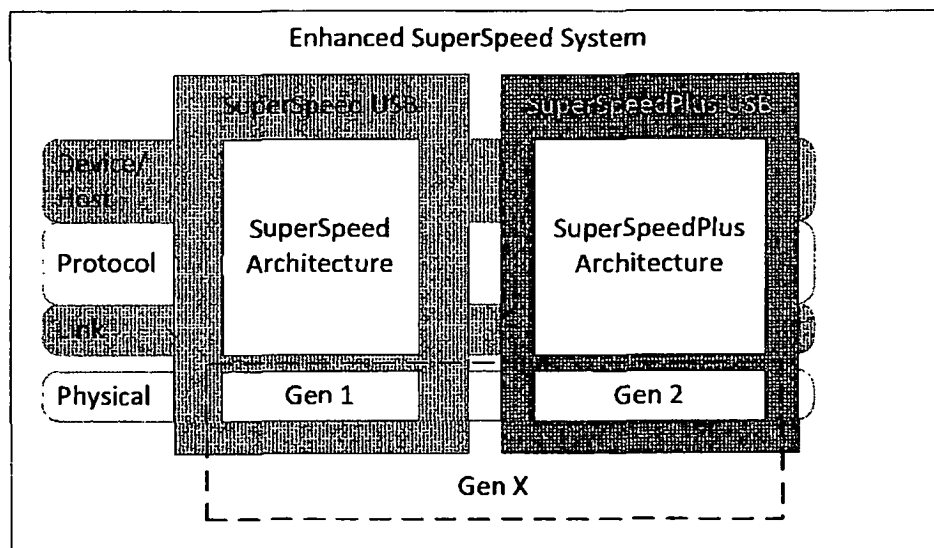 Enhanced SuperSpeed System
SuperSpeed USB
SuperSpeedPlus USB
Device/
Host
SuperSpeed
Architecture
SuperSpeedPlus
Architecture
Protocol
Link
Physical
Gen 1
Gen 2
Gen X